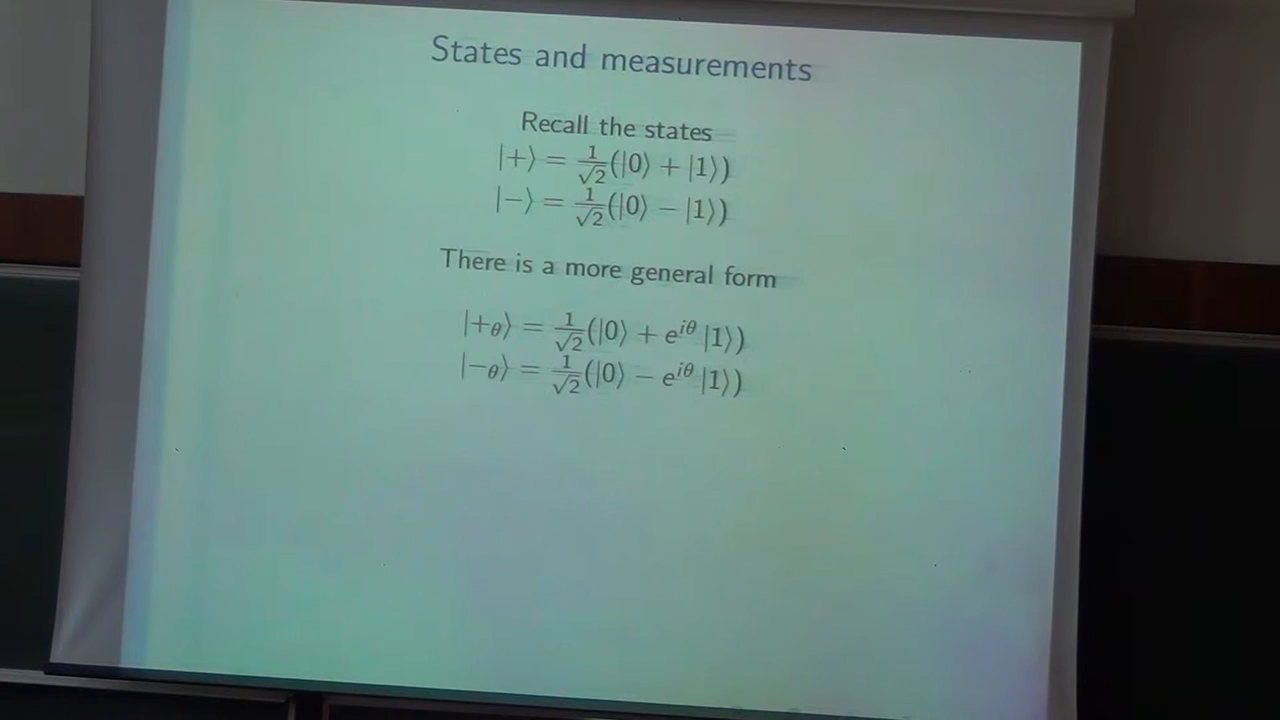 States and measurements
Recall the states
|+⟩ = 1/√2(|0⟩ + |1⟩)
|−⟩ = 1/√2(|0⟩ − |1⟩)
There is a more general form
|+θ⟩ = 1/√2(|0⟩ + e^{iθ} |1⟩)
|−θ⟩ = 1/√2(|0⟩ − e^{iθ} |1⟩)